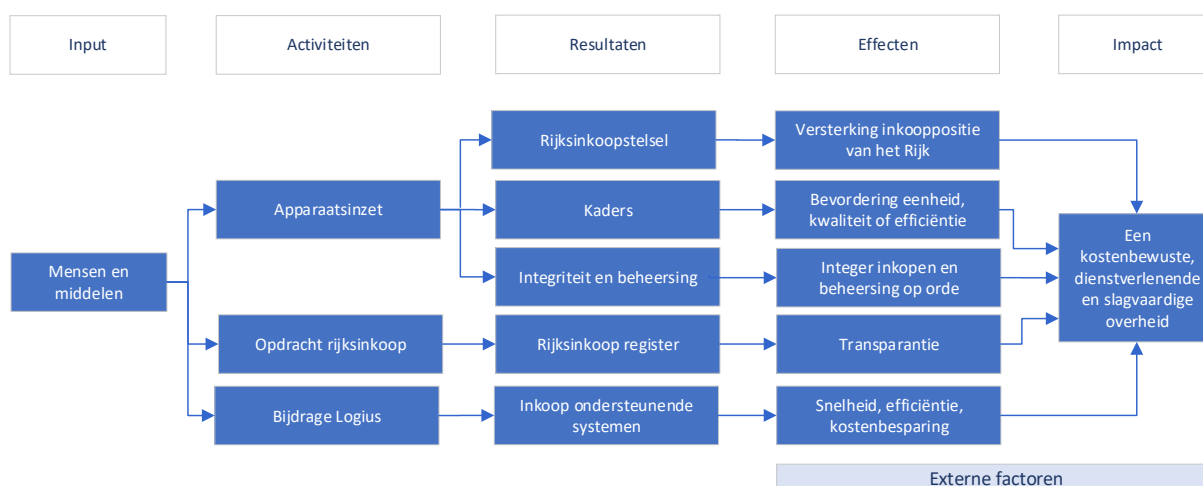 Input
Activiteiten
Resultaten
Effecten
Impact
Rijksinkoopstelsel
Versterking inkooppositie
van het Rijk
Apparaatsinzet
Kaders
Bevordering eenheid,
kwaliteit of efficiëntie
Mensen en
middelen
Integriteit en beheersing
Integer inkopen en
beheersing op orde
Een
kostenbewuste,
dienstverlenende
en slagvaardige
overheid
Opdracht rijksinkoop
Rijksinkoop register
Transparantie
Bijdrage Logius
Inkoop ondersteunende
systemen
Snelheid, efficiëntie,
kostenbesparing
Externe factoren